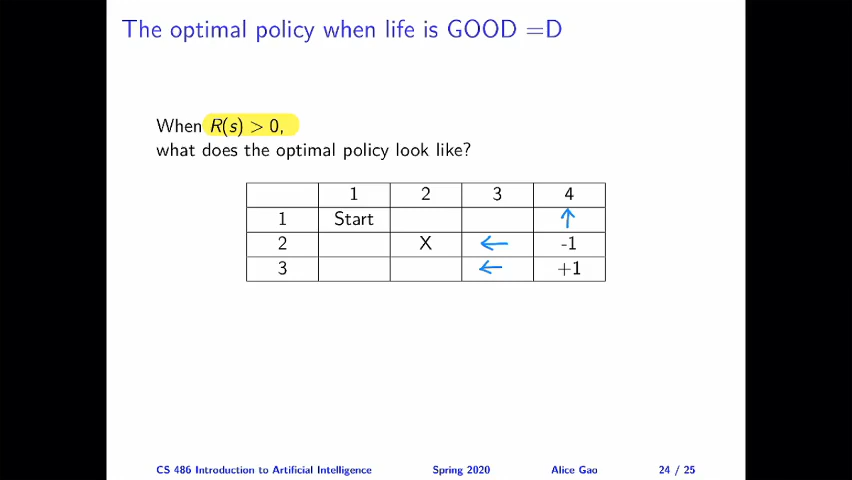 The optimal policy when life is GOOD =D
When R(s) > 0,
what does the optimal policy look like?
1 2 3 4
1 Start ↑
2 X ← -1
3 ← +1
CS 486 Introduction to Artificial Intelligence Spring 2020 Alice Gao 24 / 25